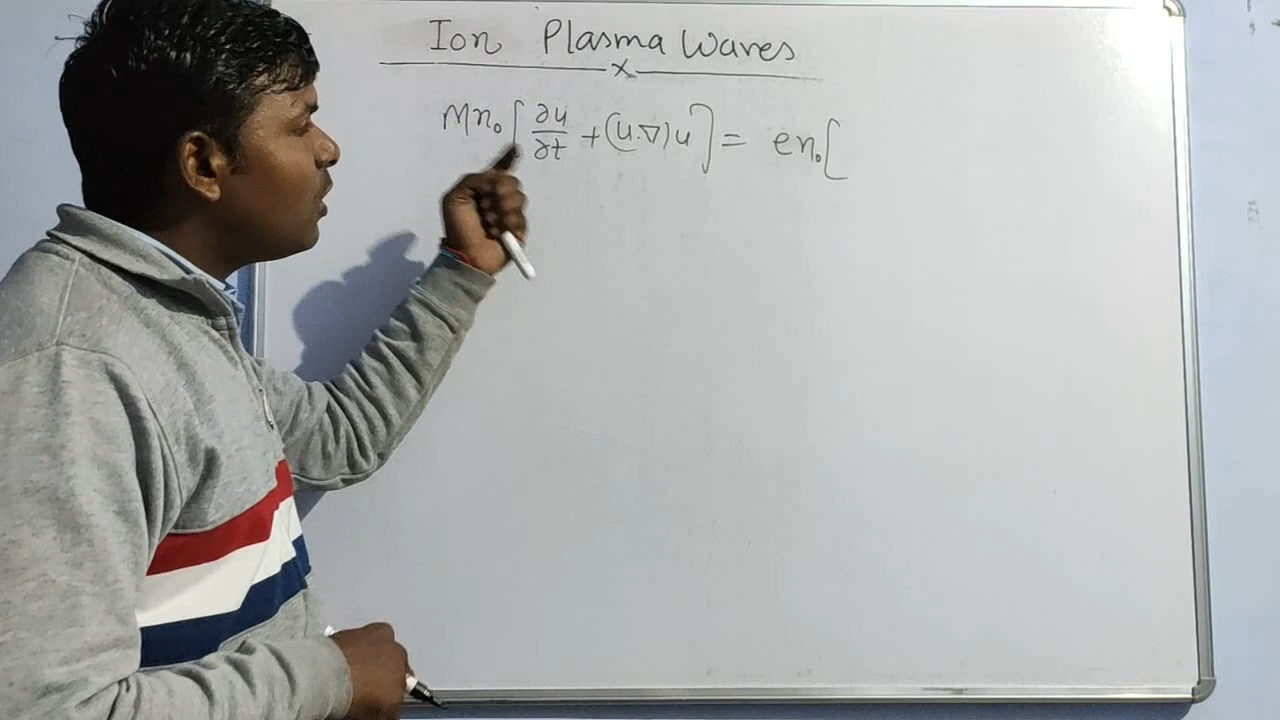 Ion Plasma Waves
x
Mn₀[∂u/∂t + (u.∇)u] = en₀[